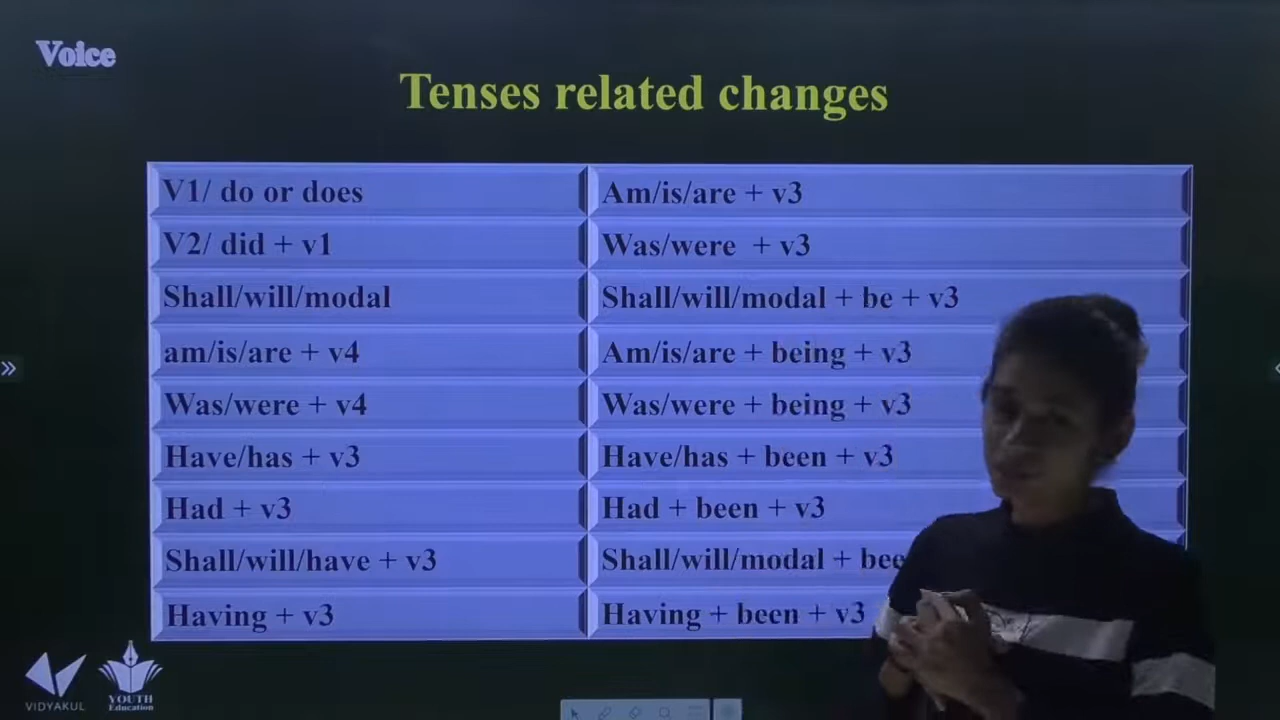 Voice
Tenses related changes
V1/ do or does
Am/is/are + v3
V2/ did + v1
Was/were + v3
Shall/will/modal
Shall/will/modal + be + v3
am/is/are + v4
Am/is/are + being + v3
Was/were + v4
Was/were + being + v3
Have/has + v3
Have/has + been + v3
Had + v3
Had + been + v3
Shall/will/have + v3
Shall/will/modal +
Having + v3
Having + been + v3
VIDYAKUL
YOUTH
Education